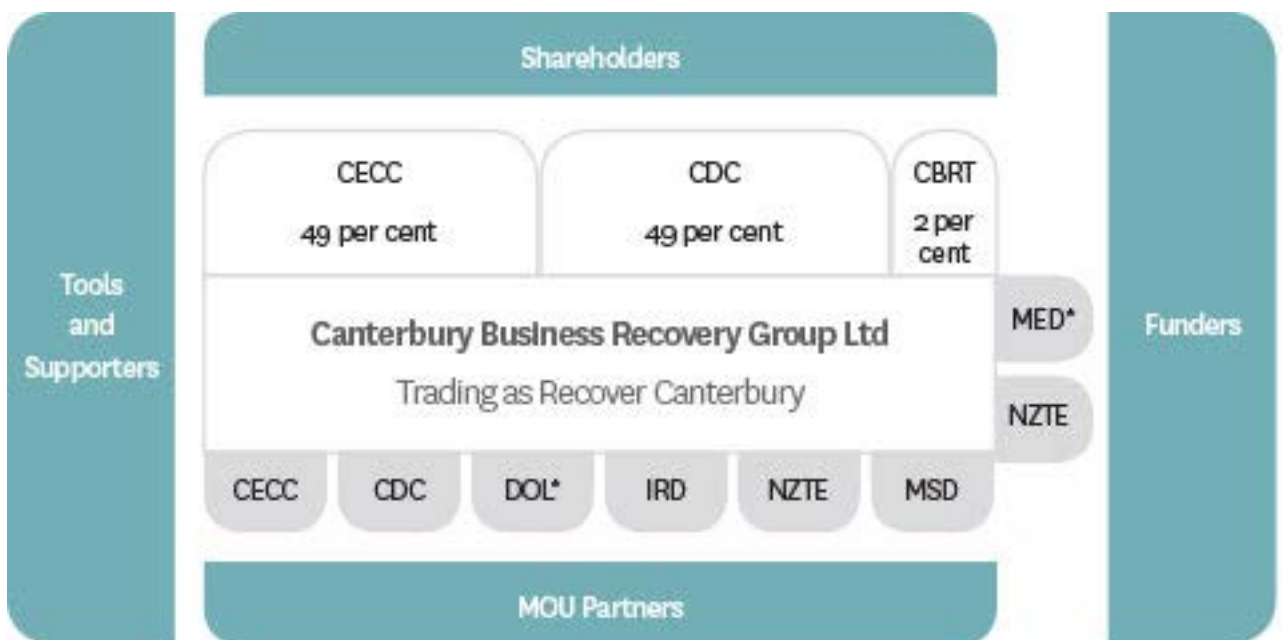 Shareholders
CECC
49 per cent
CDC
49 per cent
CBRT
2 per
cent
Tools
and
Supporters
Canterbury Business Recovery Group Ltd
Trading as Recover Canterbury
MED*
NZTE
Funders
CECC
CDC
DOL*
IRD
NZTE
MSD
MOU Partners